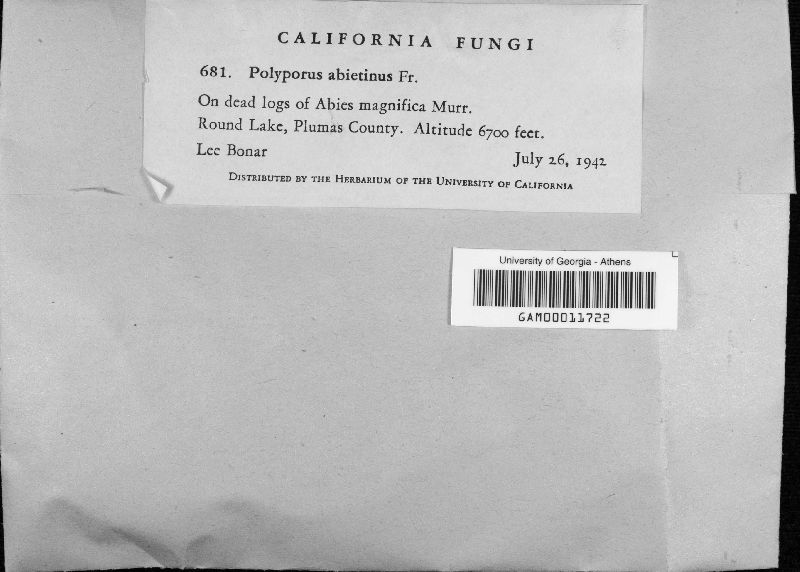 CALIFORNIA FUNGI
681. Polyporus abietinus Fr.
On dead logs of Abies magnifica Murr.
Round Lake, Plumas County. Altitude 6700 feet.
Lee Bonar July 26, 1942
DISTRIBUTED BY THE HERBARIUM OF THE UNIVERSITY OF CALIFORNIA
University of Georgia - Athens
GAM00011722